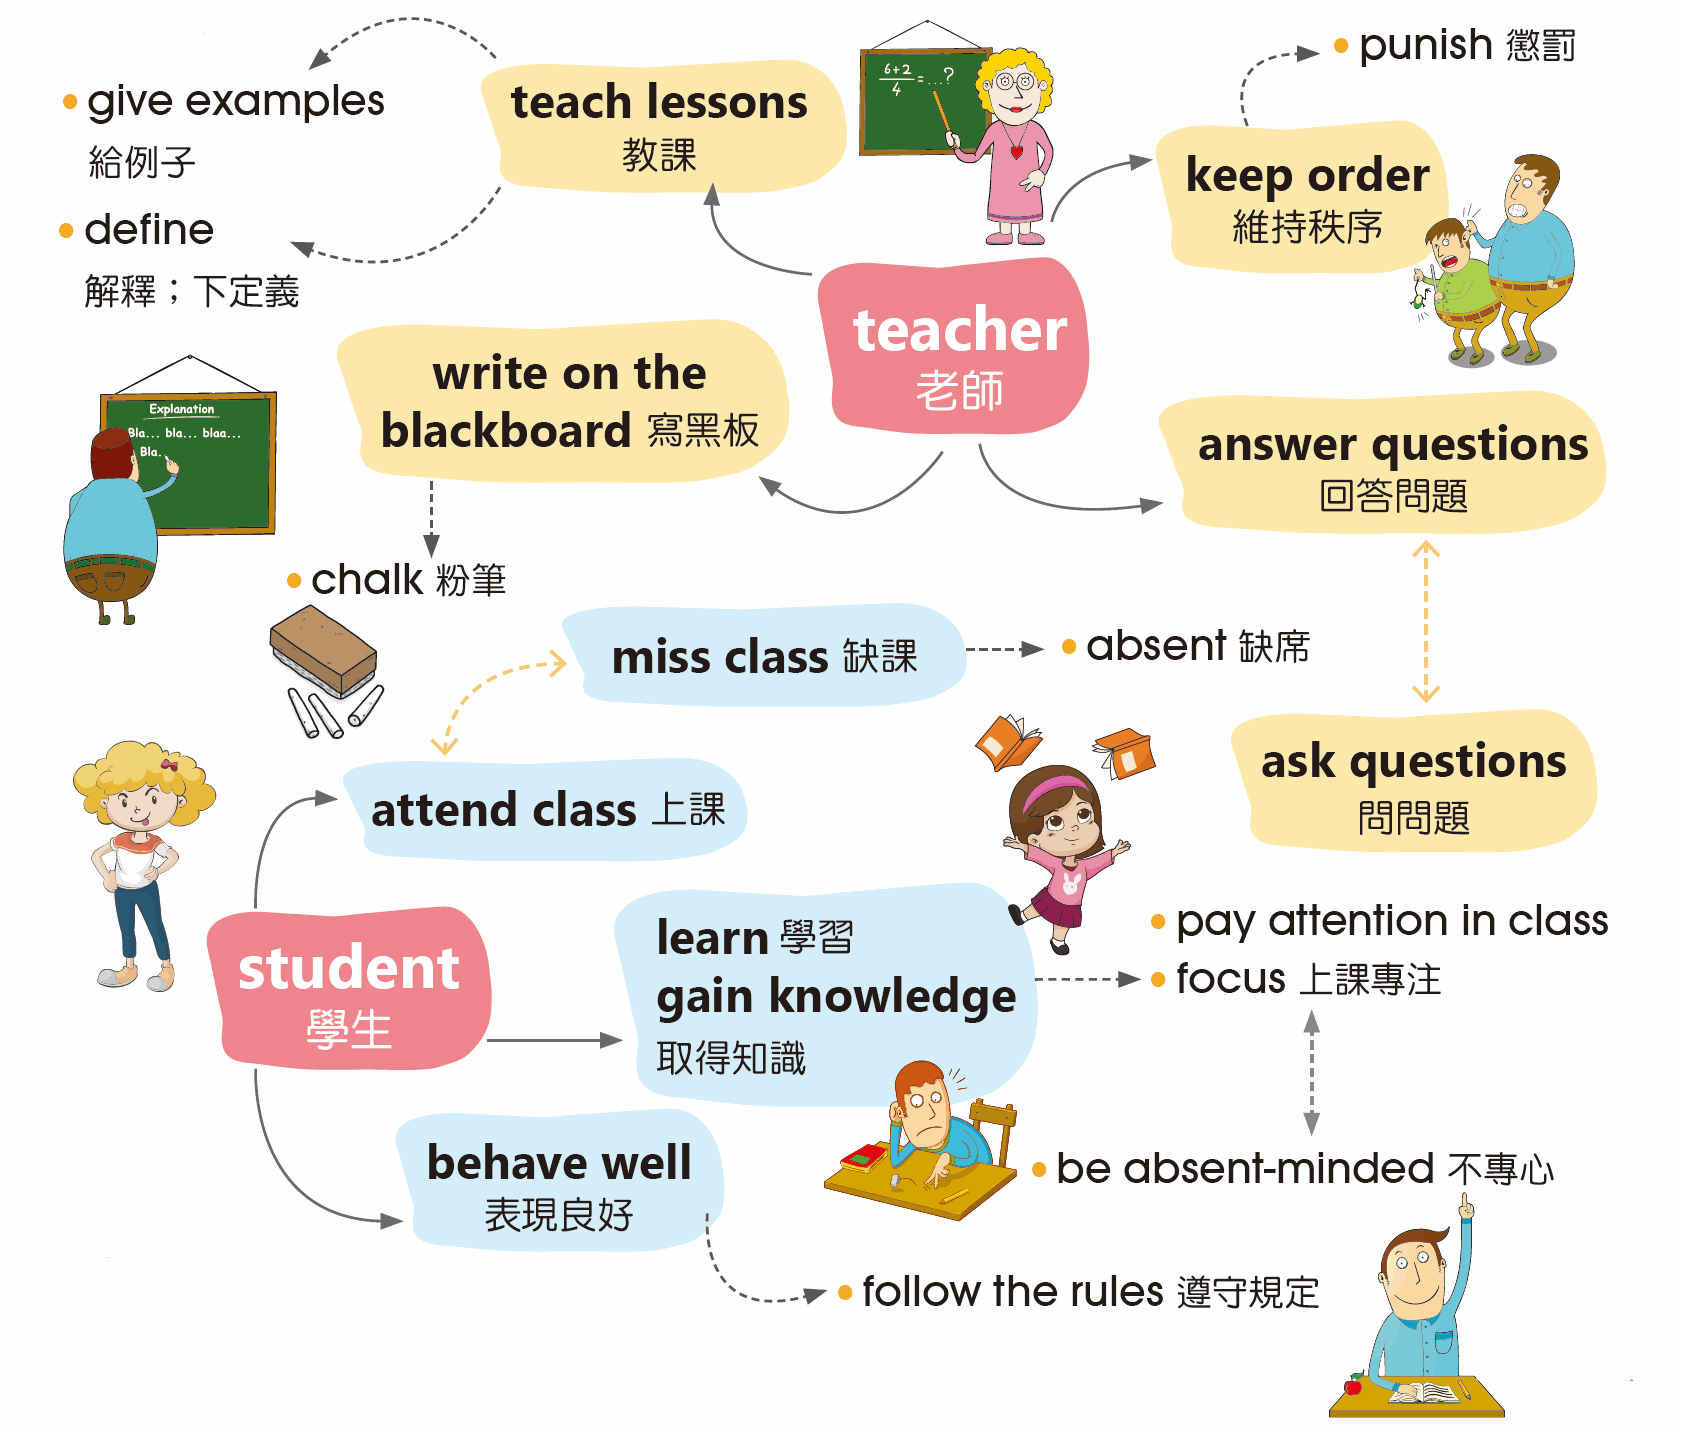 give examples
給例子
define
解釋；下定義
teach lessons
教課
6+2
4
=...?
punish 懲罰
keep order
維持秩序
teacher
老師
write on the
blackboard 寫黑板
Explanation
Bla... bla... blaa...
Bla.
answer questions
回答問題
chalk 粉筆
miss class 缺課
absent 缺席
ask questions
問問題
attend class 上課
student
學生
learn 學習
gain knowledge
取得知識
pay attention in class
focus 上課專注
be absent-minded 不專心
behave well
表現良好
follow the rules 遵守規定